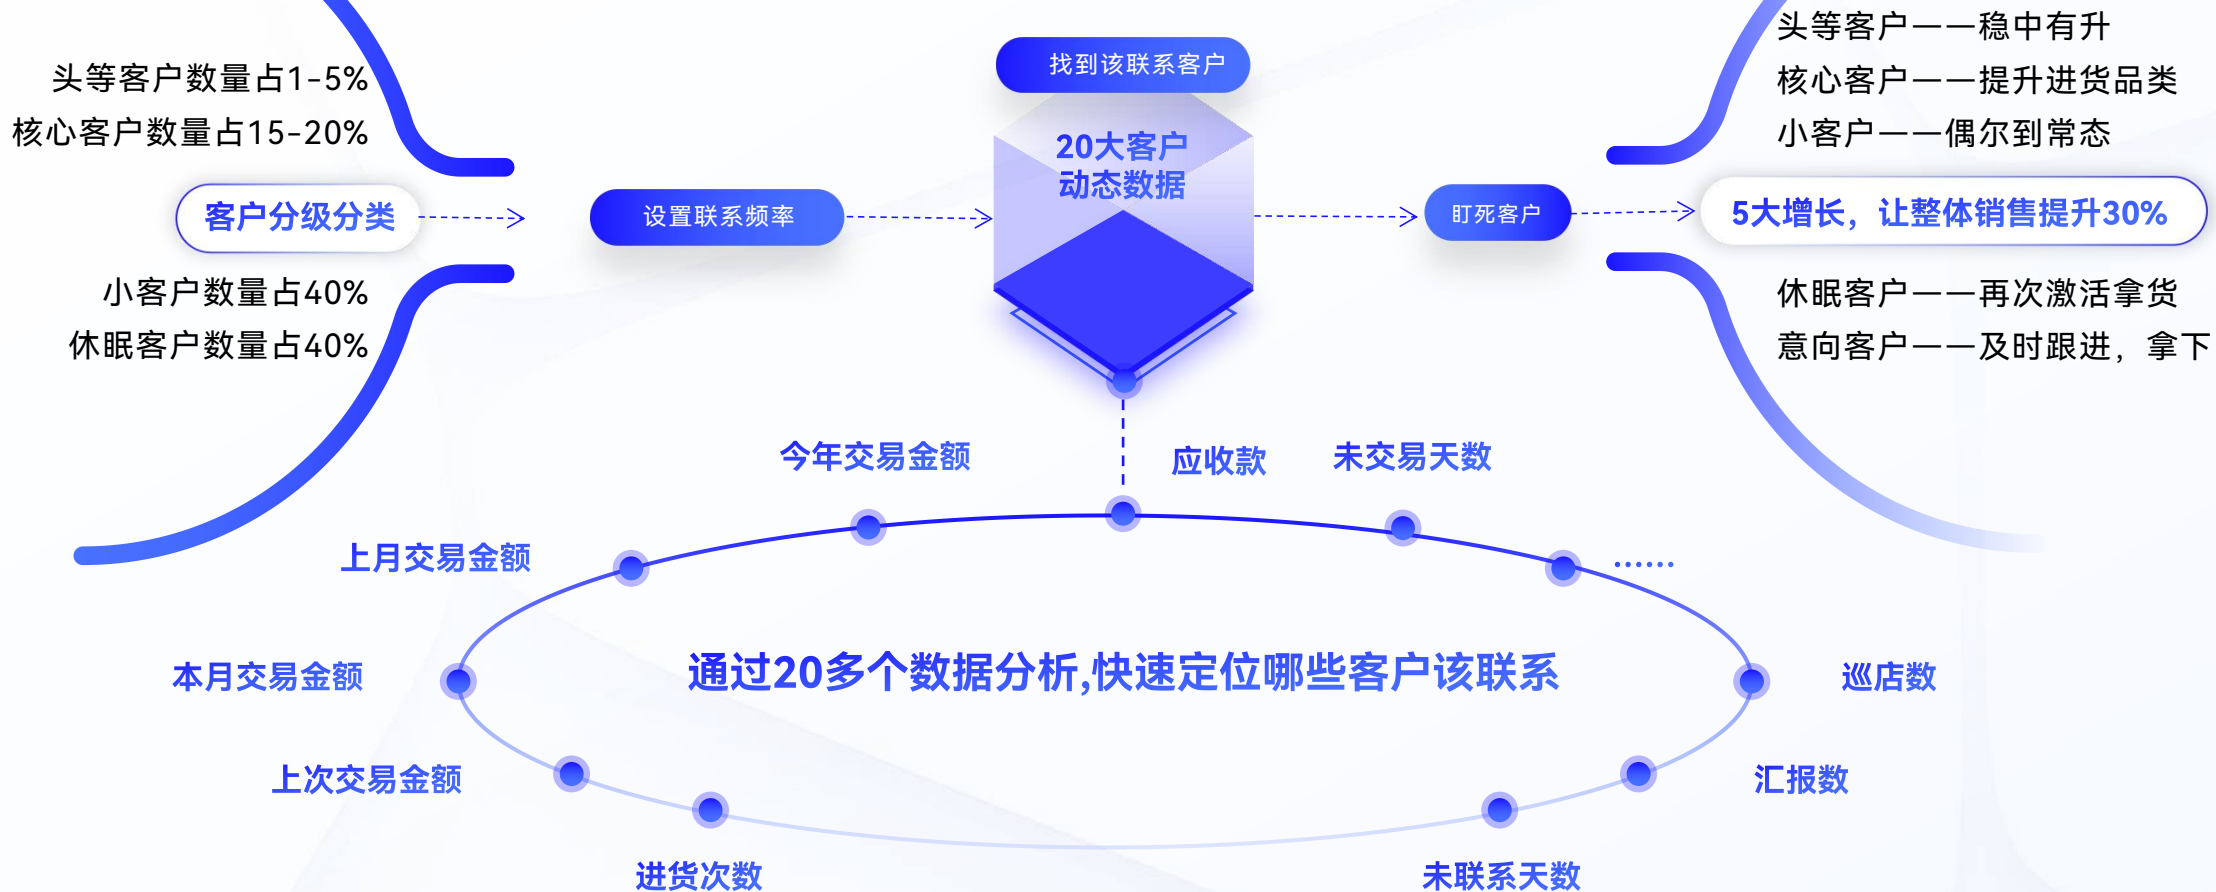 头等客户数量占1-5%
核心客户数量占15-20%
客户分级分类
小客户数量占40%
休眠客户数量占40%
设置联系频率
找到该联系客户
20大客户
动态数据
盯死客户
头等客户——稳中有升
核心客户——提升进货品类
小客户——偶尔到常态
5大增长，让整体销售提升30%
休眠客户——再次激活拿货
意向客户——及时跟进，拿下
今年交易金额
应收款
未交易天数
上月交易金额
......
通过20多个数据分析,快速定位哪些客户该联系
本月交易金额
巡店数
上次交易金额
汇报数
进货次数
未联系天数